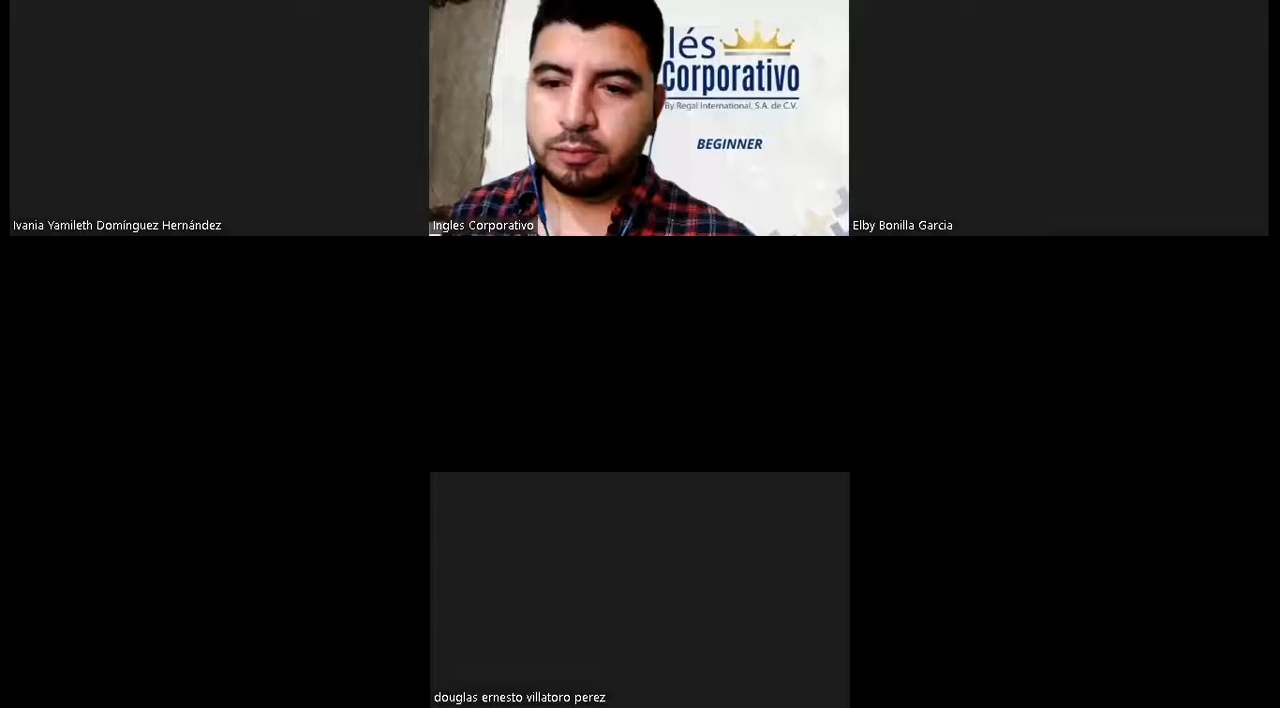 lés
Corporativo
By Regal International, S.A. de C.V.
BEGINNER
Ivania Yamileth Domínguez Hernández
Ingles Corporativo
Elby Bonilla Garcia
douglas ernesto villatoro perez